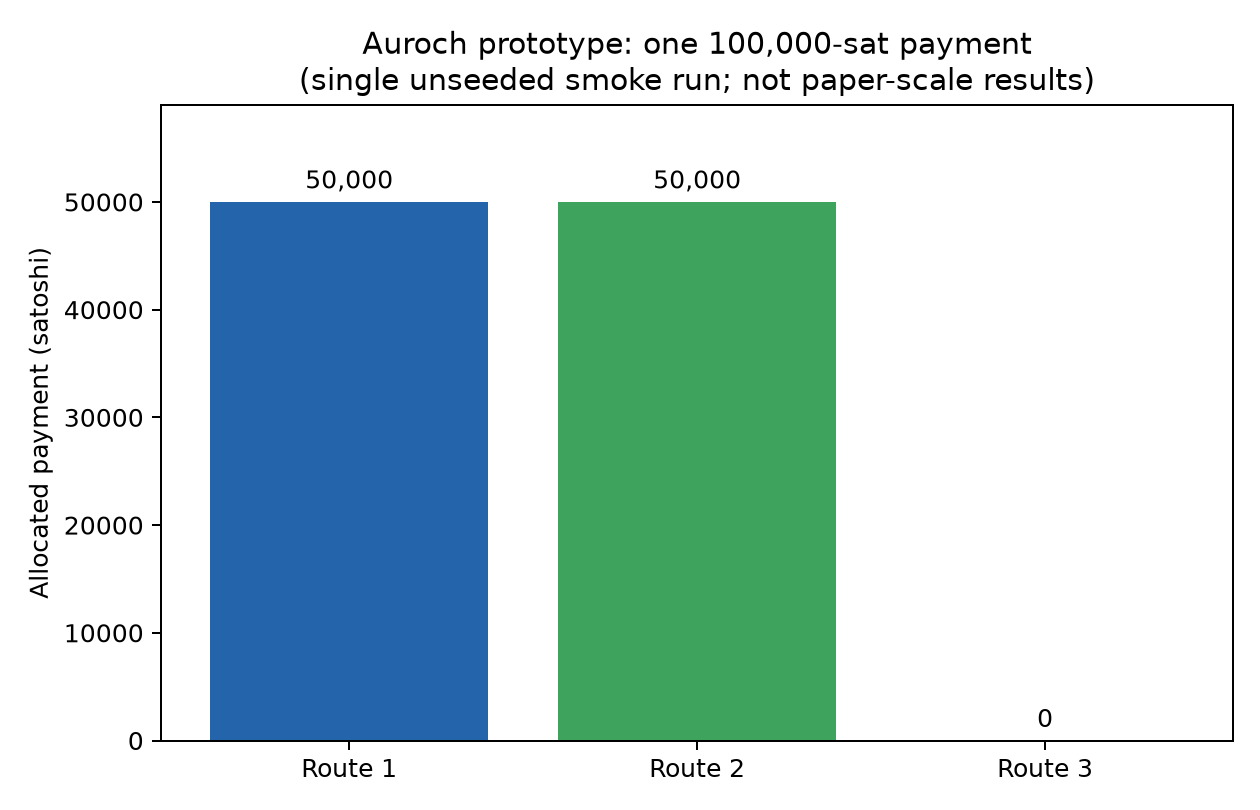 Auroch prototype: one 100,000-sat payment
(single unseeded smoke run; not paper-scale results)
Allocated payment (satoshi)
50000
40000
30000
20000
10000
0
50,000
50,000
0
Route 1
Route 2
Route 3